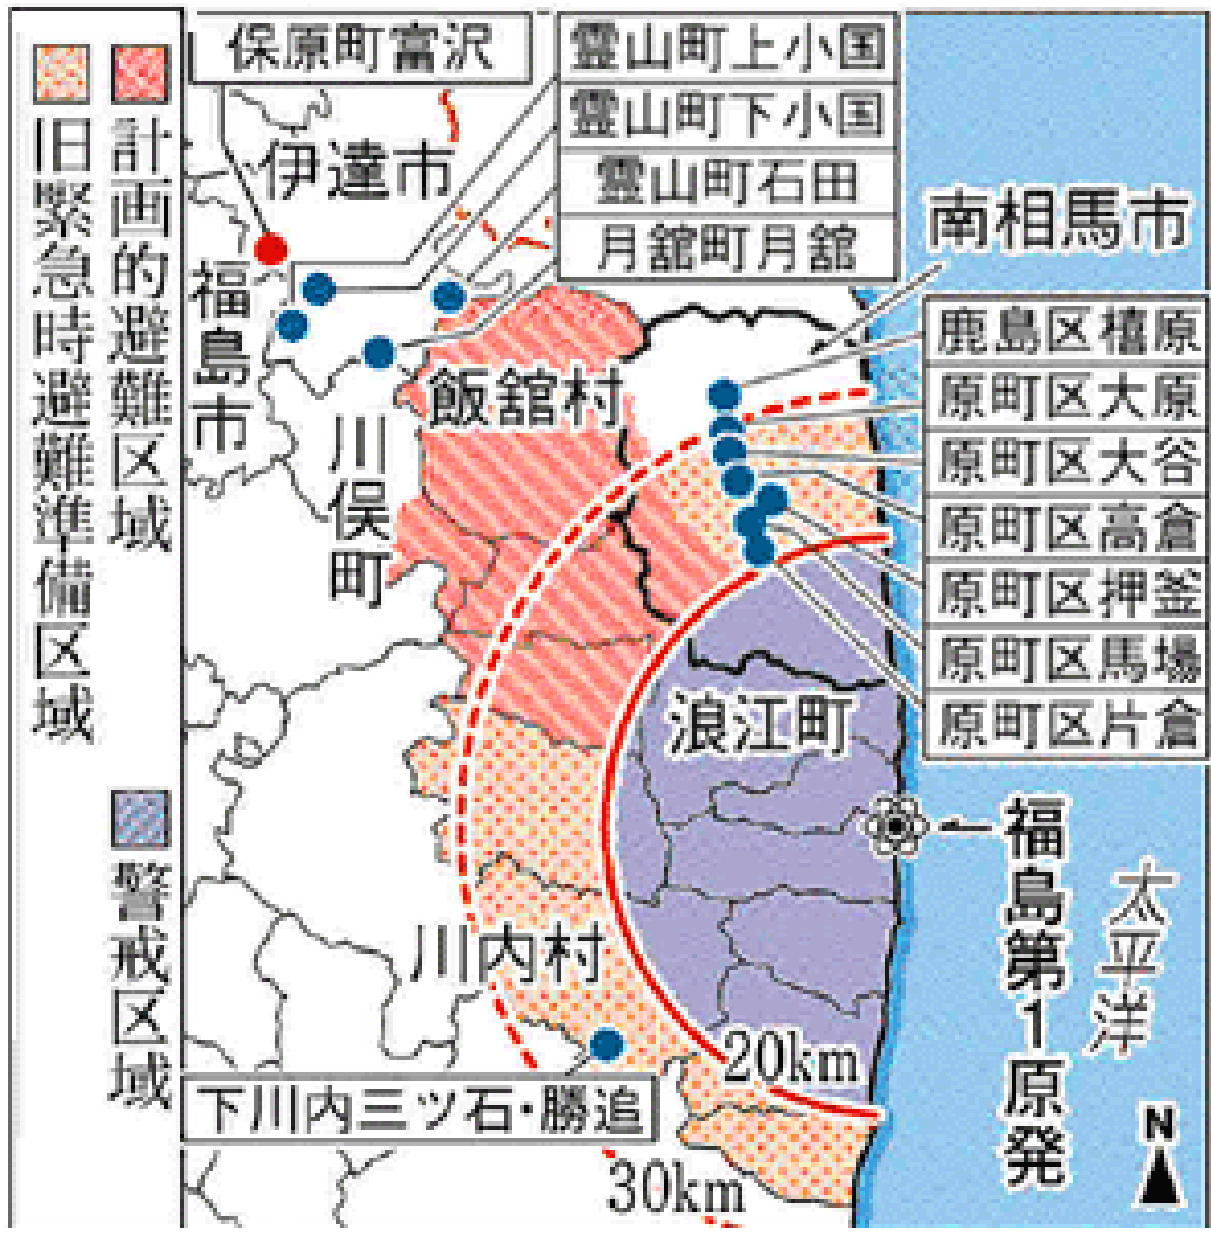 計画的避難区域
旧緊急時避難準備区域
警戒区域
保原町富沢
霊山町上小国
霊山町下小国
霊山町石田
月舘町月舘
伊達市
福島市
川俣町
飯舘村
南相馬市
鹿島区橲原
原町区大原
原町区大谷
原町区高倉
原町区押釜
原町区馬場
原町区片倉
浪江町
福島第1原発
太平洋
川内村
下川内三ツ石・勝追
20km
30km
N